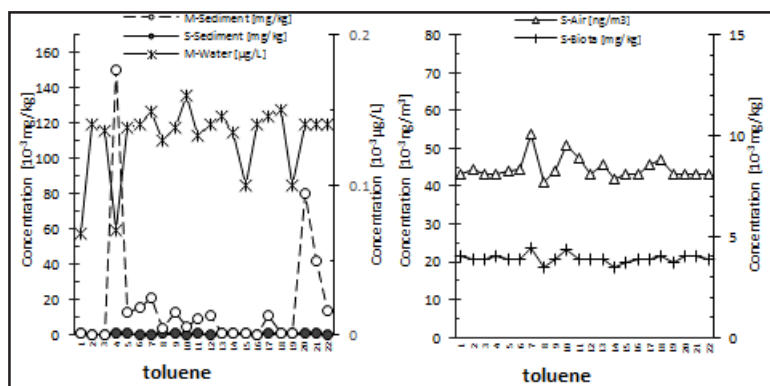 M-Sediment [mg/kg]
S-Sediment [mg/kg]
M-Water [µg/L]
Concentration [10⁻³ mg/kg]
160
140
120
100
80
60
40
20
0
0.2
0.1
0
Concentration [10⁻³ µg/L]
1 2 3 4 5 6 7 8 9 10 11 12 13 14 15 16 17 18 19 20 21 22
toluene
S-Air [ng/m3]
S-Biota [mg/kg]
Concentration [10⁻³ ng/m³]
80
70
60
50
40
30
20
10
0
15
10
5
0
Concentration [10⁻³ mg/kg]
1 2 3 4 5 6 7 8 9 10 11 12 13 14 15 16 17 18 19 20 21 22
toluene